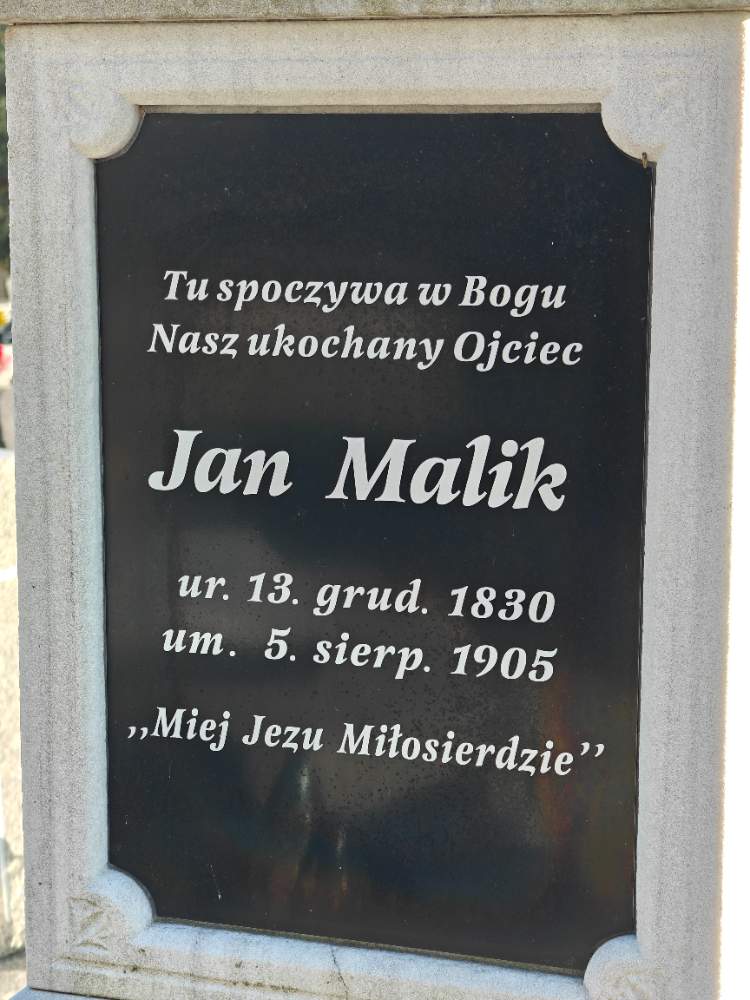 Tu spoczywa w Bogu
Nasz ukochany Ojciec
Jan Malik
ur. 13. grud. 1830
um. 5. sierp. 1905
,,Miej Jezu Miłosierdzie’’